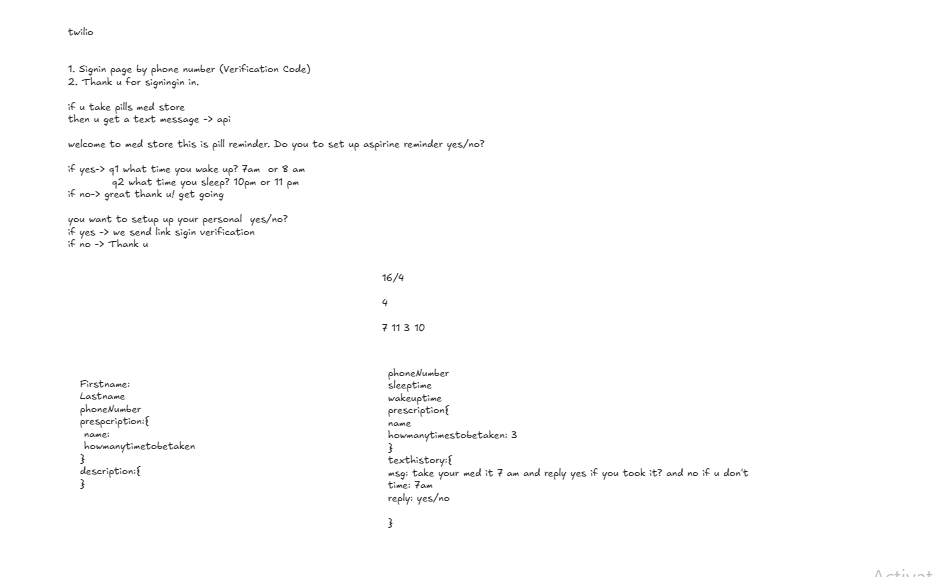 twilio
1. Signin page by phone number (Verification Code)
2. Thank u for signingin in.
if u take pills med store
then u get a text message -> api
welcome to med store this is pill reminder. Do you to set up aspirine reminder yes/no?
if yes-> q1 what time you wake up? 7am or 8 am
q2 what time you sleep? 10pm or 11 pm
if no-> great thank u! get going
you want to setup up your personal yes/no?
if yes -> we send link sigin verification
if no -> Thank u
16/4
4
7 11 3 10
Firstname:
Lastname
phoneNumber
prespcription:{
name:
howmanytimetobetaken
}
description:{
}
phoneNumber
sleeptime
wakeuptime
prescription{
name
howmanytimestobetaken: 3
}
texthistory:{
msg: take your med it 7 am and reply yes if you took it? and no if u don't
time: 7am
reply: yes/no
}
Activat